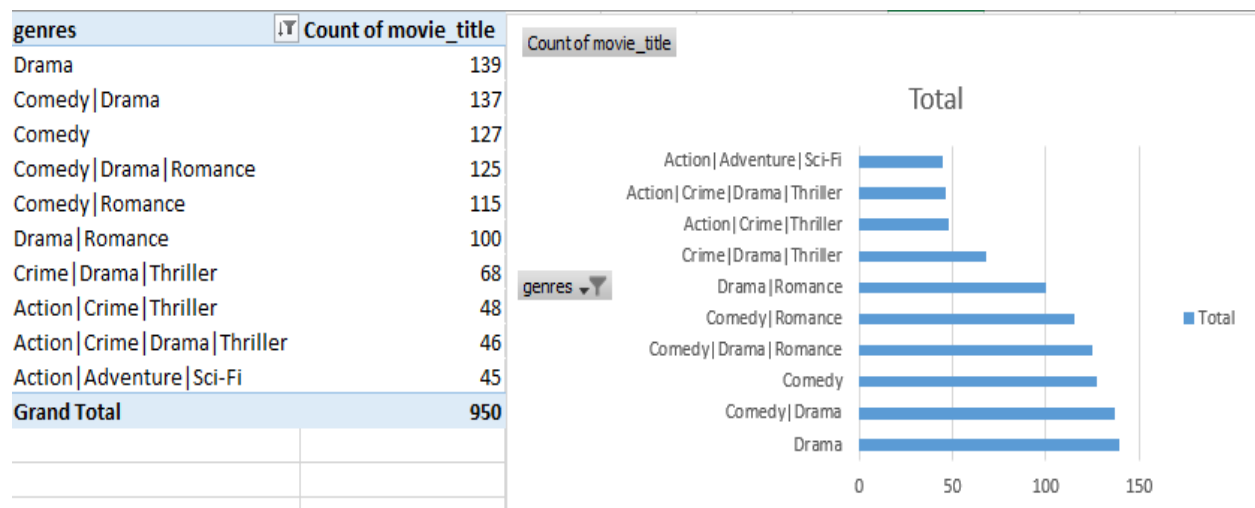 genres Count of movie_title
Drama 139
Comedy|Drama 137
Comedy 127
Comedy|Drama|Romance 125
Comedy|Romance 115
Drama|Romance 100
Crime|Drama|Thriller 68
Action|Crime|Thriller 48
Action|Crime|Drama|Thriller 46
Action|Adventure|Sci-Fi 45
Grand Total 950
Count of movie_title
Total
Action|Adventure|Sci-Fi
Action|Crime|Drama|Thriller
Action|Crime|Thriller
Crime|Drama|Thriller
genres
Drama|Romance
Comedy|Romance
Total
Comedy|Drama|Romance
Comedy
Comedy|Drama
Drama
0 50 100 150